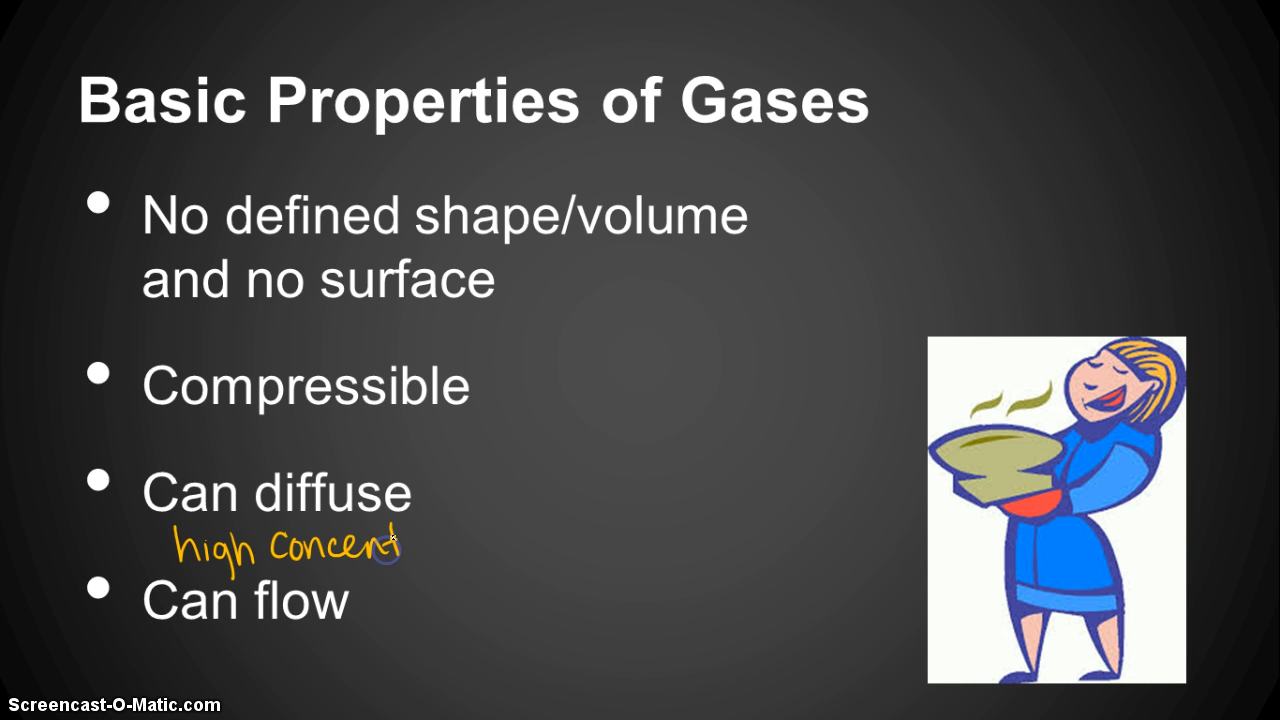 Basic Properties of Gases
• No defined shape/volume
and no surface
• Compressible
• Can diffuse
high concent
• Can flow
Screencast-O-Matic.com